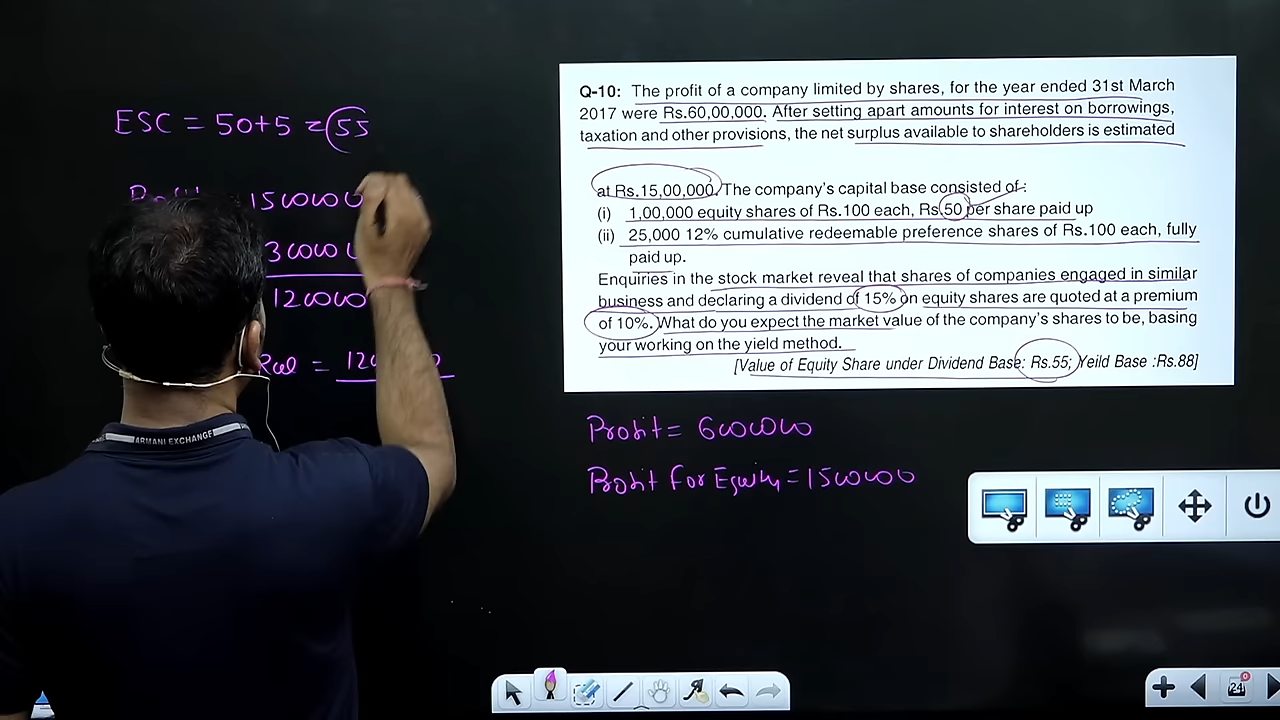 ESC = 50+5 = 55
1500000
= 1200
Q-10: The profit of a company limited by shares, for the year ended 31st March
2017 were Rs.60,00,000. After setting apart amounts for interest on borrowings,
taxation and other provisions, the net surplus available to shareholders is estimated
at Rs.15,00,000. The company's capital base consisted of :
(i) 1,00,000 equity shares of Rs.100 each, Rs.50 per share paid up
(ii) 25,000 12% cumulative redeemable preference shares of Rs.100 each, fully
paid up.
Enquiries in the stock market reveal that shares of companies engaged in similar
business and declaring a dividend of 15% on equity shares are quoted at a premium
of 10%. What do you expect the market value of the company's shares to be, basing
your working on the yield method.
[Value of Equity Share under Dividend Base: Rs.55; Yeild Base :Rs.88]
Profit = 6000000
Profit For Equity = 1500000
ARMANI EXCHANGE
24